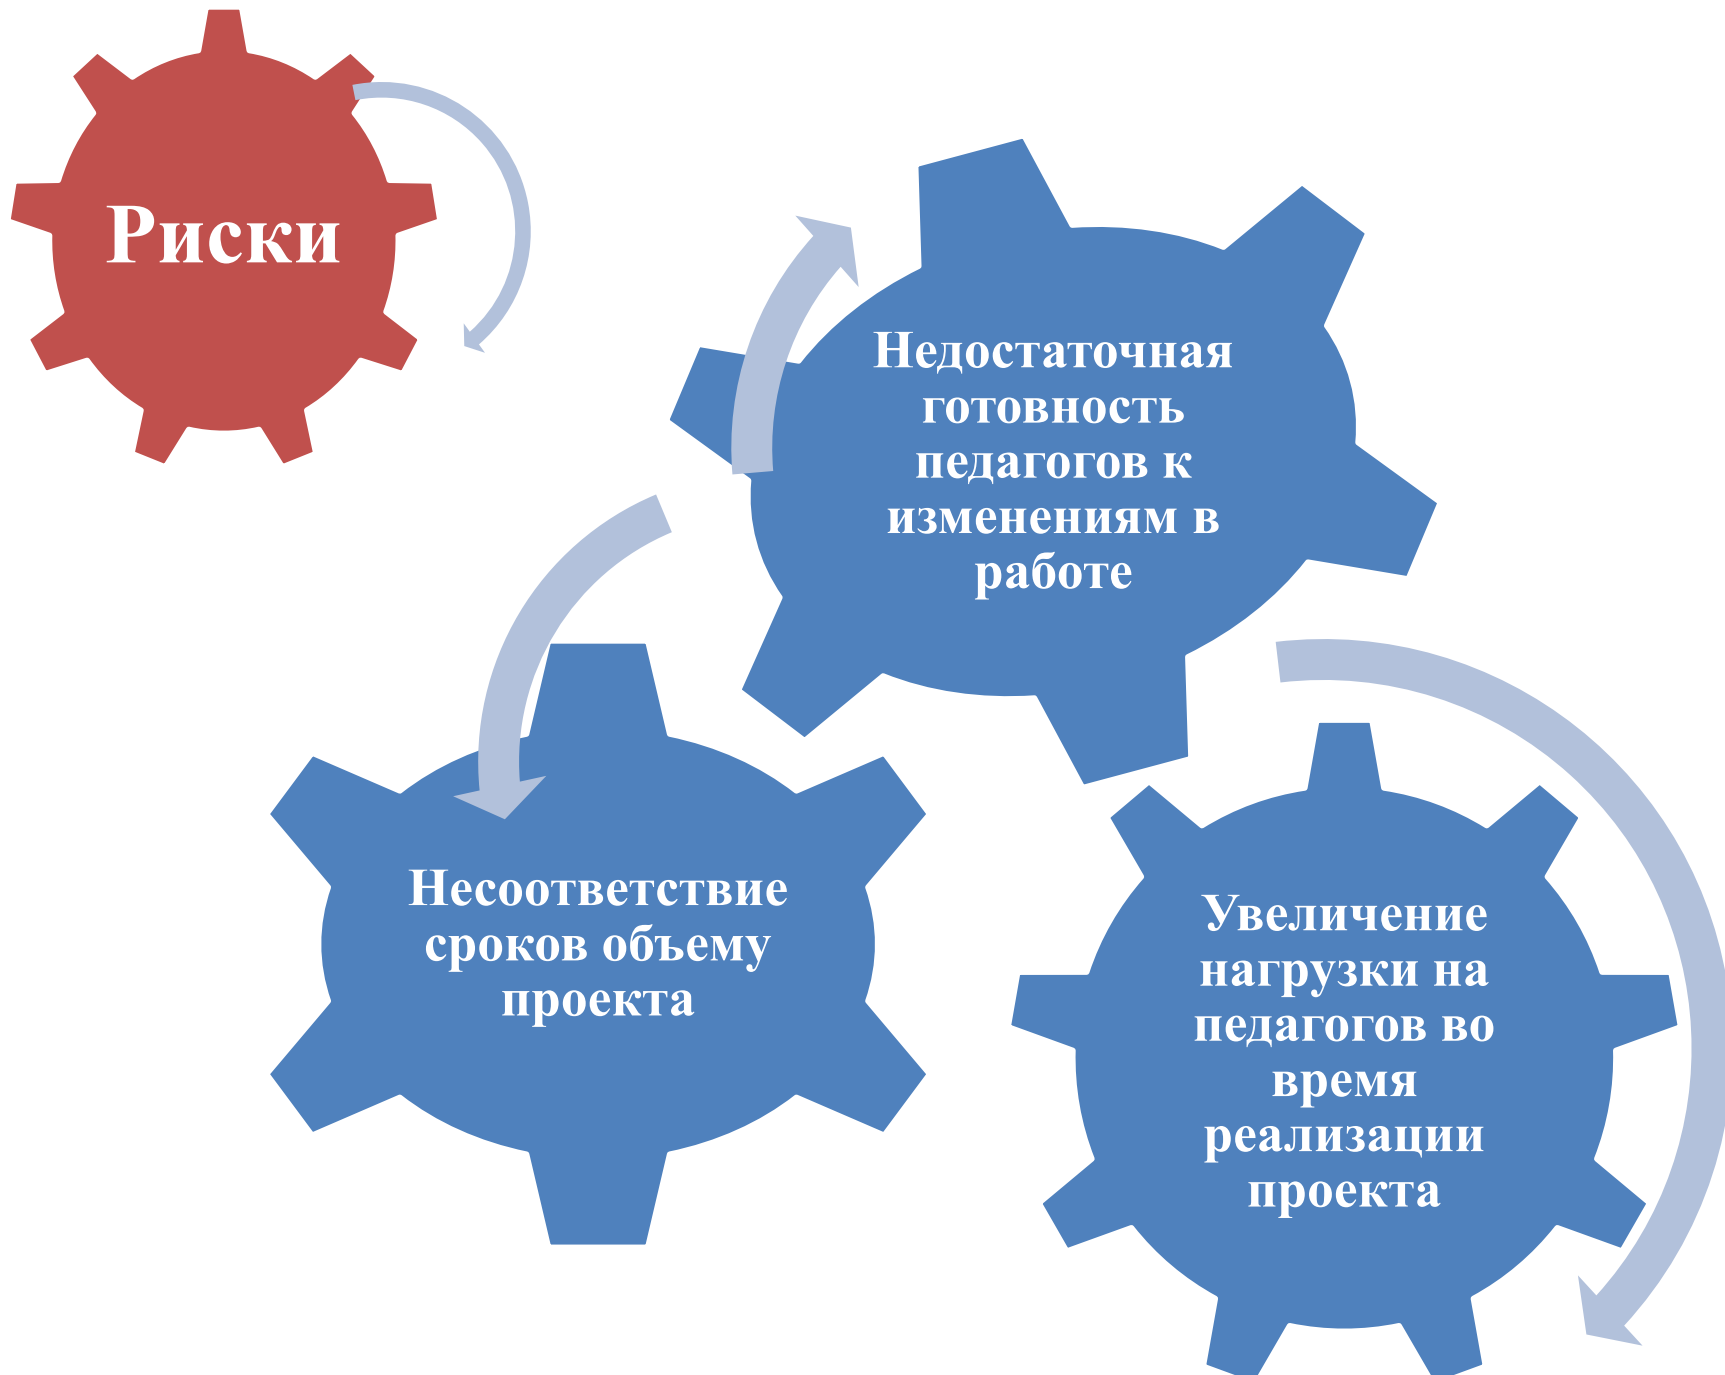 Риски
Недостаточная
готовность
педагогов к
изменениям в
работе
Несоответствие
сроков объему
проекта
Увеличение
нагрузки на
педагогов во
время
реализации
проекта